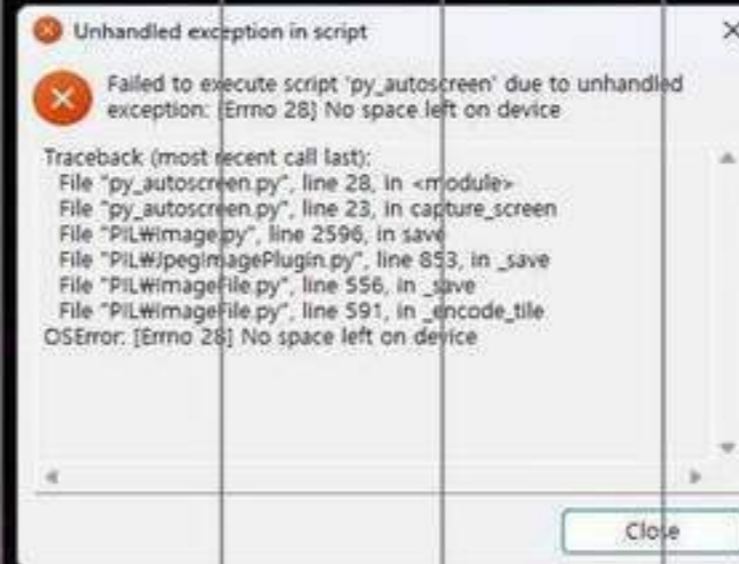 Unhandled exception in script
Failed to execute script 'py_autoscreen' due to unhandled
exception: [Errno 28] No space left on device
Traceback (most recent call last):
File "py_autoscreen.py", line 28, in <module>
File "py_autoscreen.py", line 23, in capture_screen
File "PIL₩Image.py", line 2596, in save
File "PIL₩JpegImagePlugin.py", line 853, in _save
File "PIL₩ImageFile.py", line 556, in _save
File "PIL₩ImageFile.py", line 591, in _encode_tile
OSError: [Errno 28] No space left on device
Close